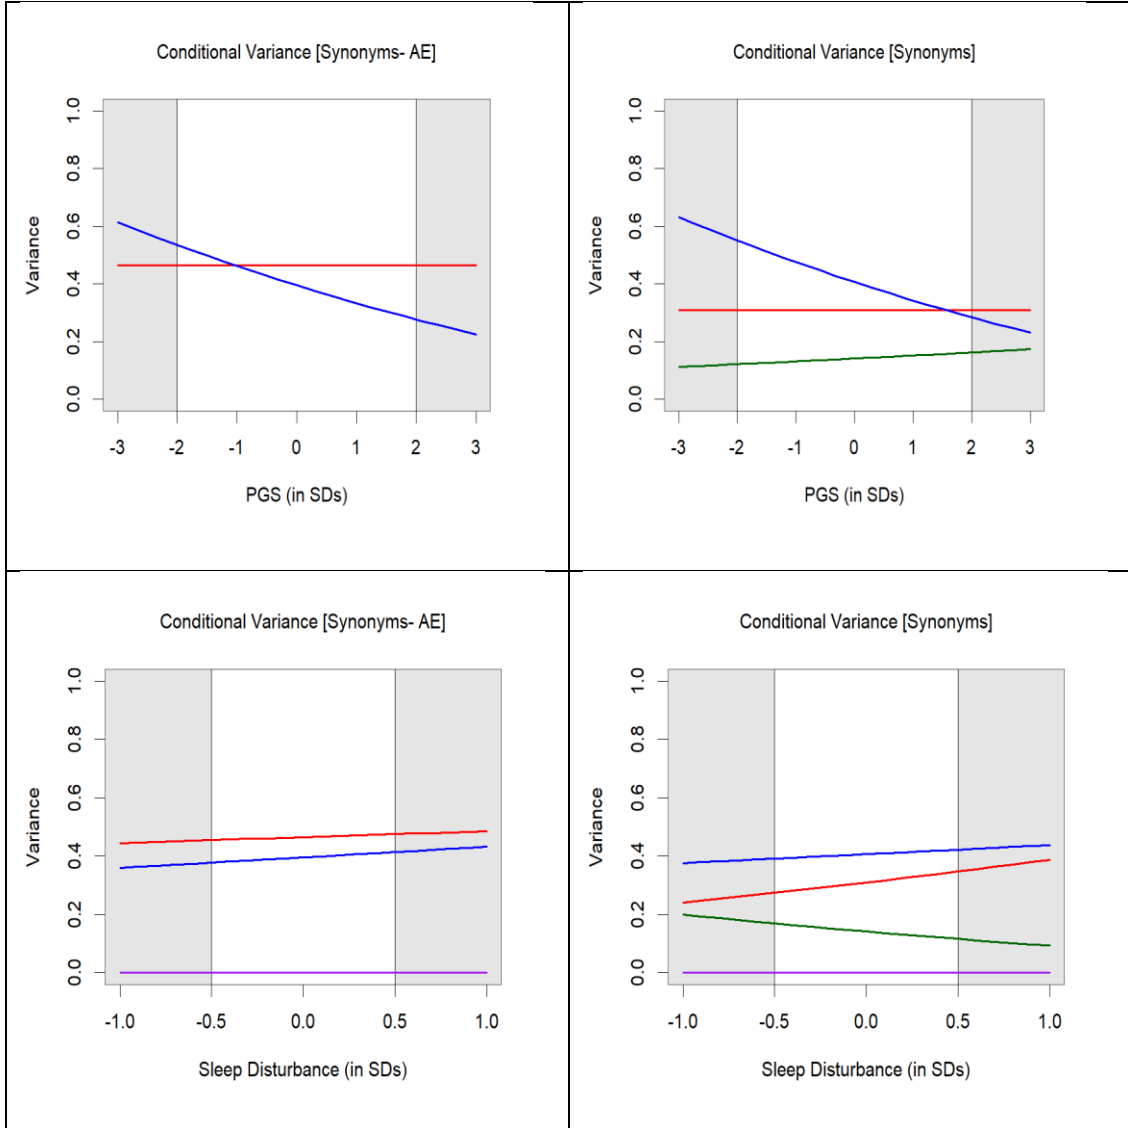 Conditional Variance [Synonyms- AE]
1.0
0.8
0.6
0.4
0.2
0.0
Variance
-3 -2 -1 0 1 2 3
PGS (in SDs)
Conditional Variance [Synonyms]
1.0
0.8
0.6
0.4
0.2
0.0
Variance
-3 -2 -1 0 1 2 3
PGS (in SDs)
Conditional Variance [Synonyms- AE]
1.0
0.8
0.6
0.4
0.2
0.0
Variance
-1.0 -0.5 0.0 0.5 1.0
Sleep Disturbance (in SDs)
Conditional Variance [Synonyms]
1.0
0.8
0.6
0.4
0.2
0.0
Variance
-1.0 -0.5 0.0 0.5 1.0
Sleep Disturbance (in SDs)